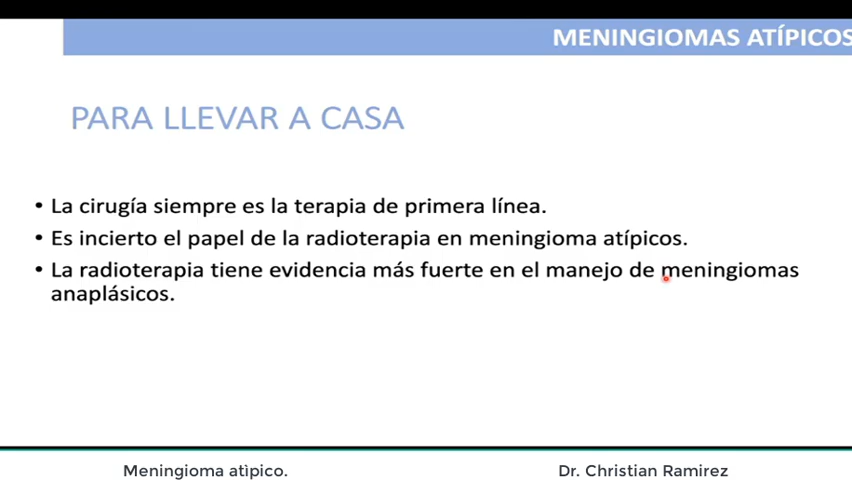 MENINGIOMAS ATÍPICOS
PARA LLEVAR A CASA
• La cirugía siempre es la terapia de primera línea.
• Es incierto el papel de la radioterapia en meningioma atípicos.
• La radioterapia tiene evidencia más fuerte en el manejo de meningiomas
anaplásicos.
Meningioma atìpico.
Dr. Christian Ramirez